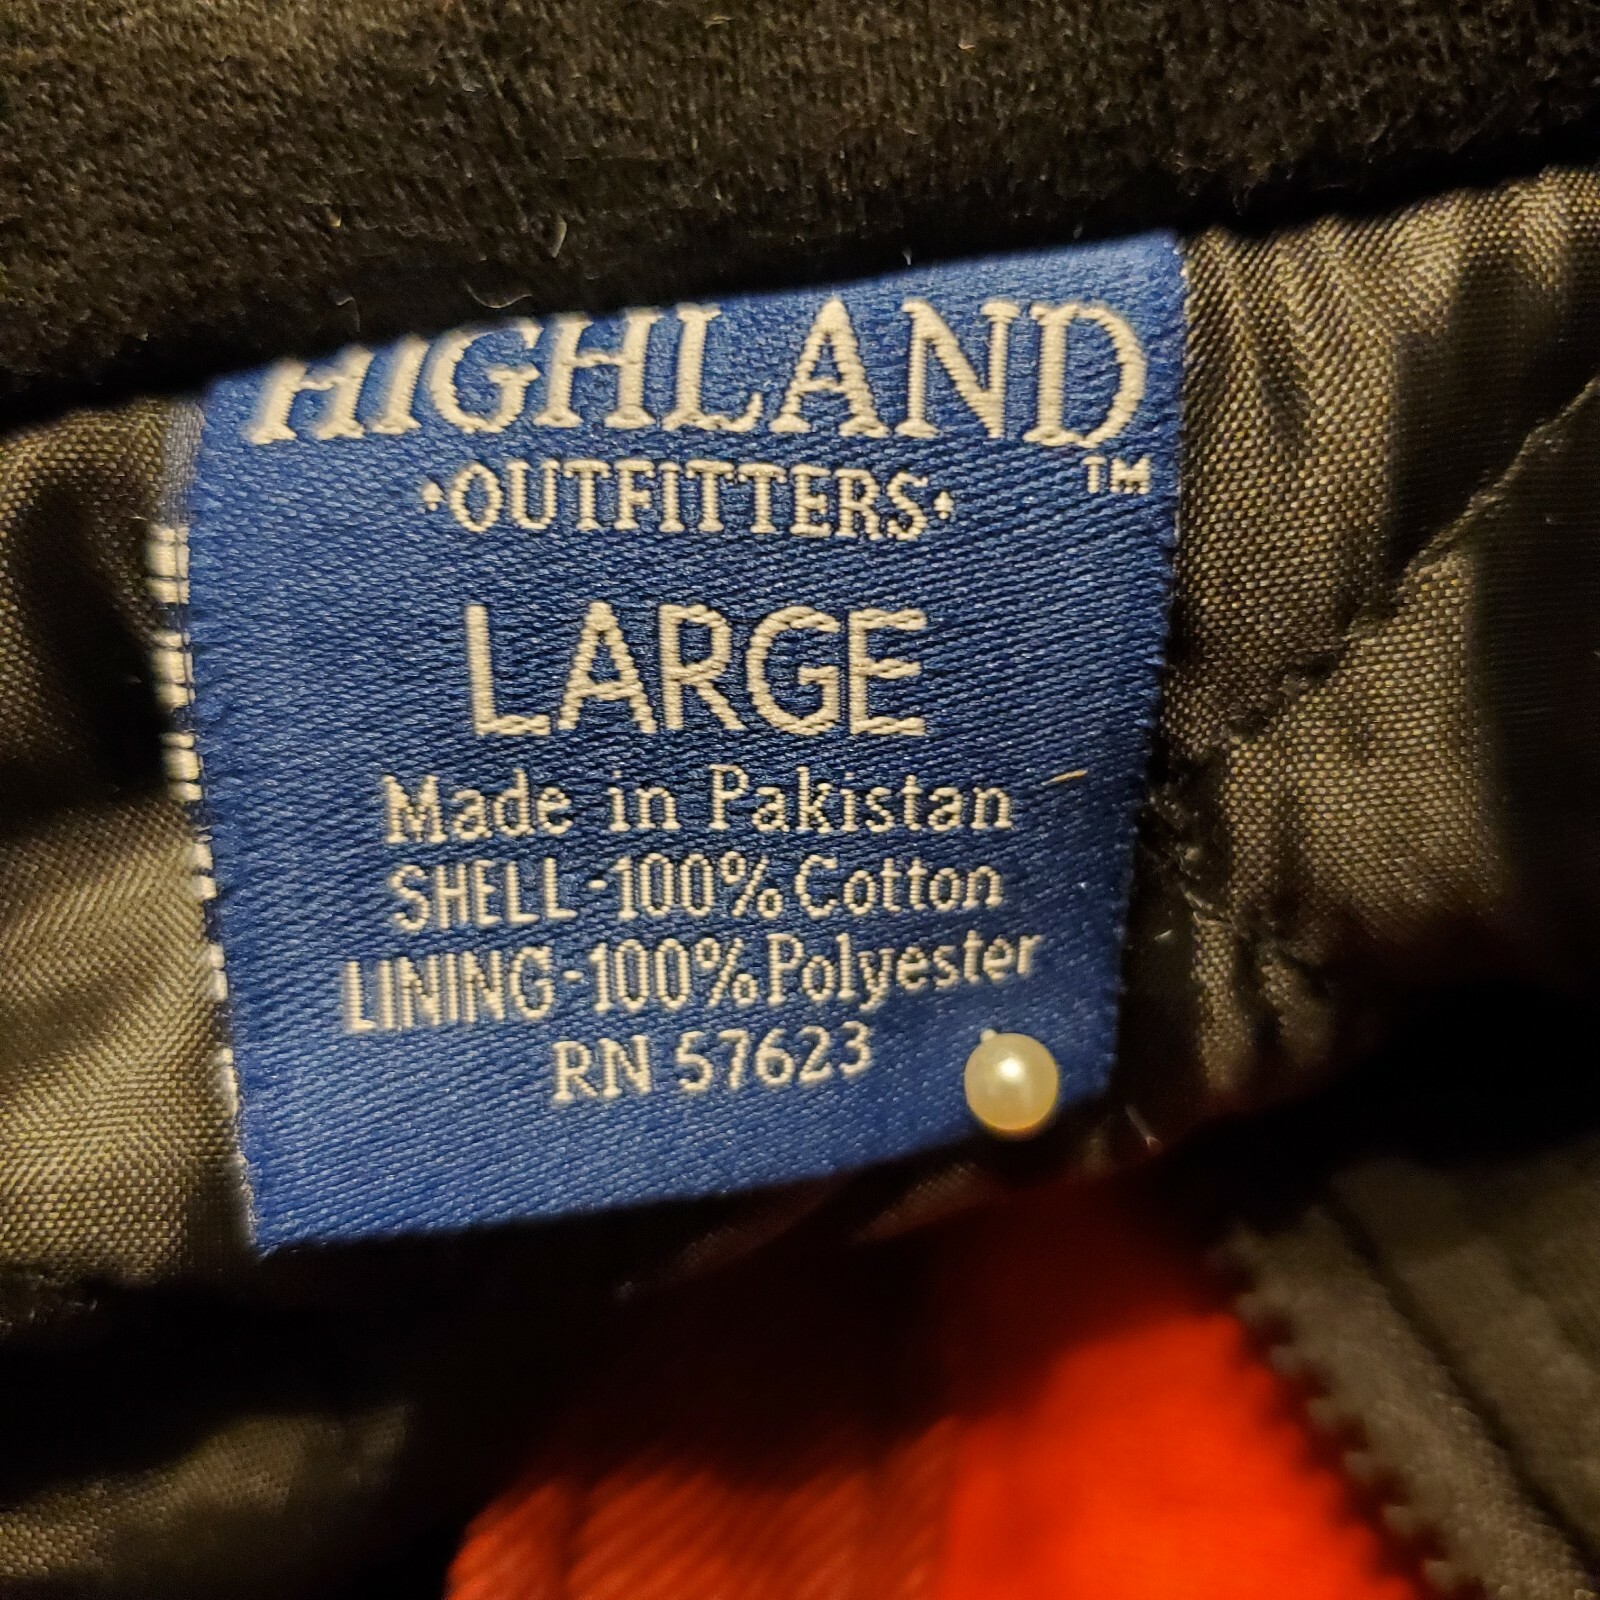 HIGHLAND
•OUTFITTERS•
TM
LARGE
Made in Pakistan
SHELL-100% Cotton
LINING-100% Polyester
RN 57623